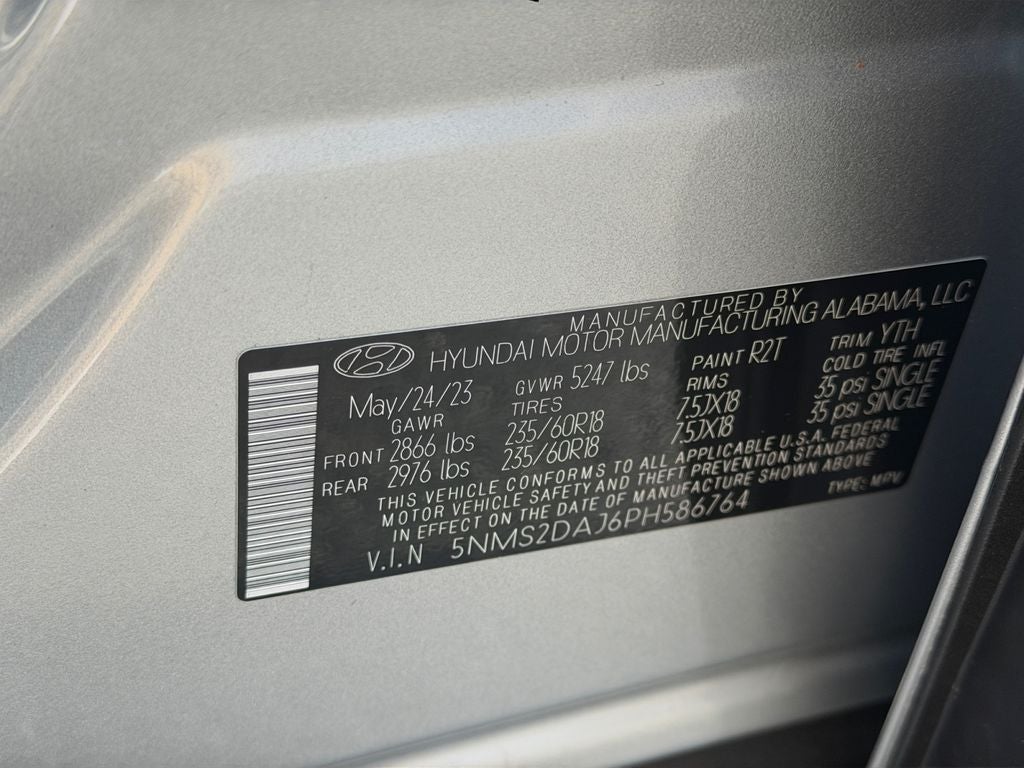 MANUFACTURED BY
HYUNDAI MOTOR MANUFACTURING ALABAMA, LLC
May/24/23 GVWR 5247 lbs PAINT R2T TRIM YTH
GAWR TIRES RIMS COLD TIRE INFL
FRONT 2866 lbs 235/60R18 7.5JX18 35 psi SINGLE
REAR 2976 lbs 235/60R18 7.5JX18 35 psi SINGLE
THIS VEHICLE CONFORMS TO ALL APPLICABLE U.S.A. FEDERAL
MOTOR VEHICLE SAFETY AND THEFT PREVENTION STANDARDS
IN EFFECT ON THE DATE OF MANUFACTURE SHOWN ABOVE
V.I.N 5NMS2DAJ6PH586764 TYPE: MPV